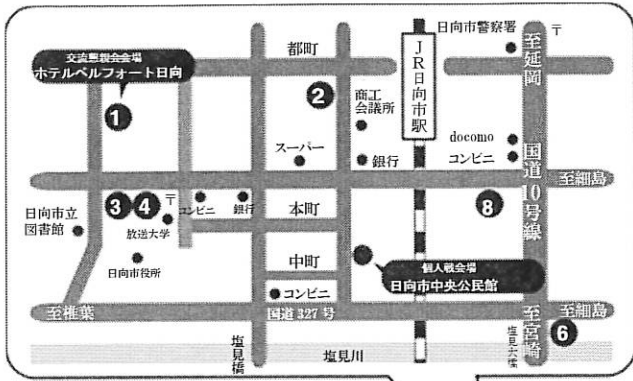 交流懇親会会場
ホテルベルフォート日向
都町
JR日向市駅
日向市警察署
至延岡
〒
1
2
商工
会議所
docomo
コンビニ
スーパー
銀行
国道10号線
至細島
3
4
〒
コンビニ
銀行
本町
8
日向市立
図書館
放送大学
日向市役所
中町
個人戦会場
日向市中央公民館
コンビニ
至椎葉
国道327号
至宮崎
至細島
6
塩見橋
塩見川
塩見大橋